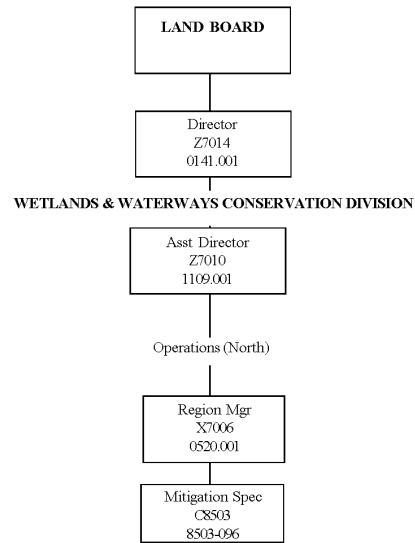 LAND BOARD
Director
Z7014
0141.001
WETLANDS & WATERWAYS CONSERVATION DIVISION
Asst Director
Z7010
1109.001
Operations (North)
Region Mgr
X7006
0520.001
Mitigation Spec
C8503
8503-096